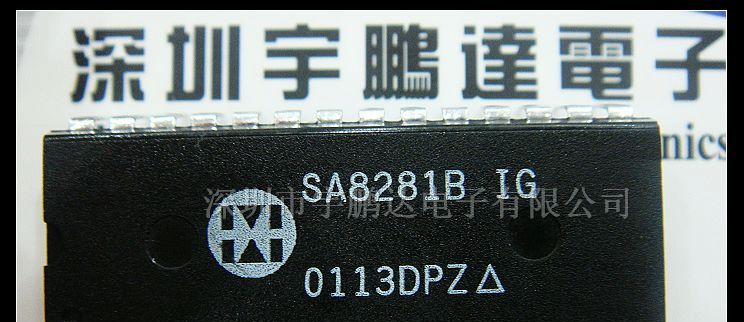 深圳宇鵬達電子
nics
SA8281B IG
深圳市宇鹏达电子有限公司
0113DPZ△